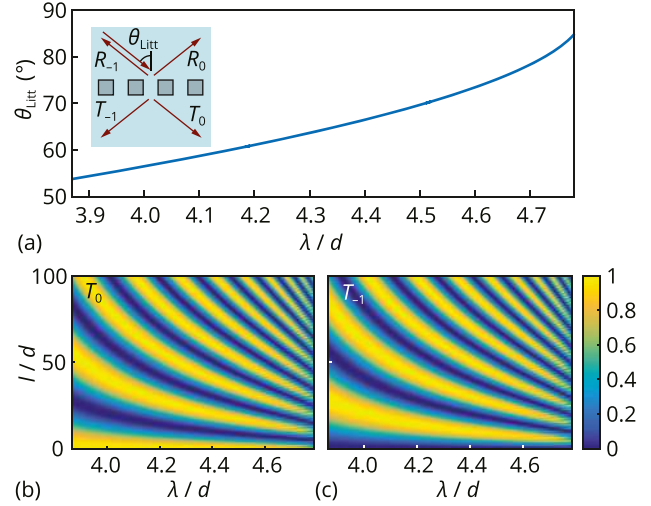 90
80
70
60
50
θLitt (°)
θLitt
R–1
R0
T–1
T0
3.9 4.0 4.1 4.2 4.3 4.4 4.5 4.6 4.7
(a)
λ / d
100
50
0
l / d
T0
T–1
1
0.8
0.6
0.4
0.2
0
4.0 4.2 4.4 4.6
4.0 4.2 4.4 4.6
(b)
λ / d
(c)
λ / d